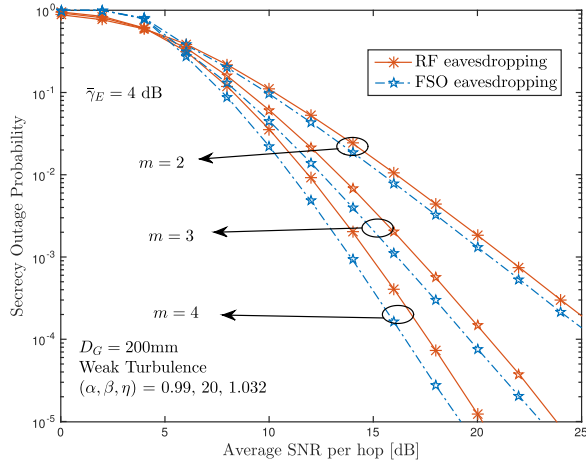 10^0
10^-1
10^-2
10^-3
10^-4
10^-5
Secrecy Outage Probability
RF eavesdropping
FSO eavesdropping
γ̄_E = 4 dB
m = 2
m = 3
m = 4
D_G = 200mm
Weak Turbulence
(α, β, η) = 0.99, 20, 1.032
0 5 10 15 20 25
Average SNR per hop [dB]